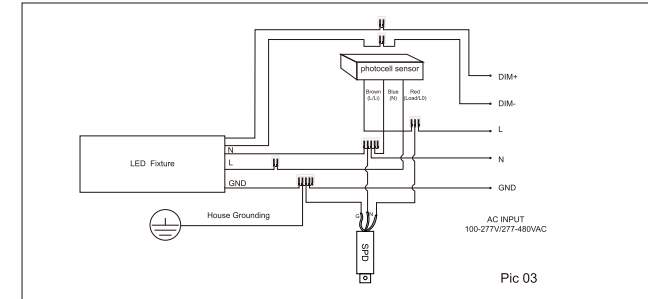 DIM+
photocell sensor
Brown
(L/Li)
Blue
(N)
Red
(Load/L0)
DIM-
L
LED Fixture
N
N
L
GND
GND
House Grounding
G
N
AC INPUT
100-277V/277-480VAC
SPD
Pic 03